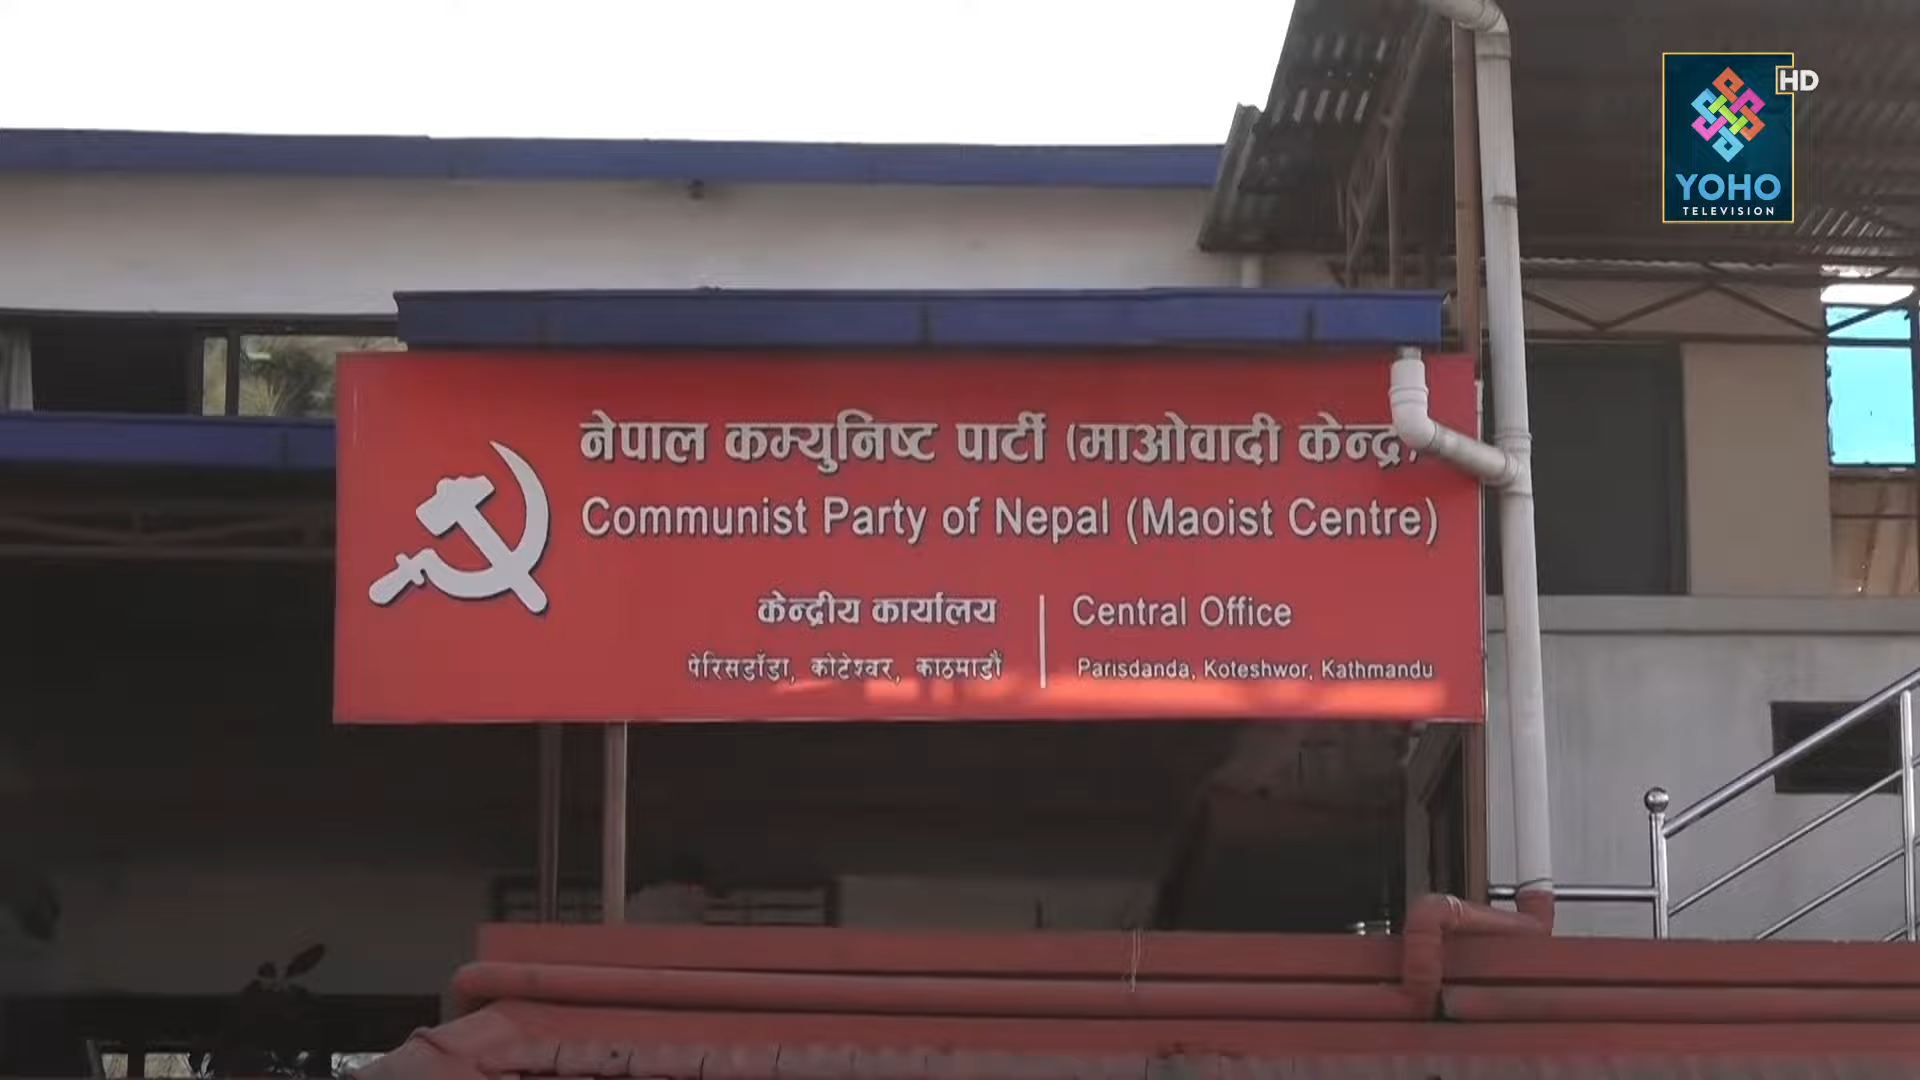 HD
YOHO
TELEVISION
नेपाल कम्युनिष्ट पार्टी (माओवादी केन्द्र)
Communist Party of Nepal (Maoist Centre)
केन्द्रीय कार्यालय
पेरिसडाँडा, कोटेश्वर, काठमाडौं
Central Office
Parisdanda, Koteshwor, Kathmandu